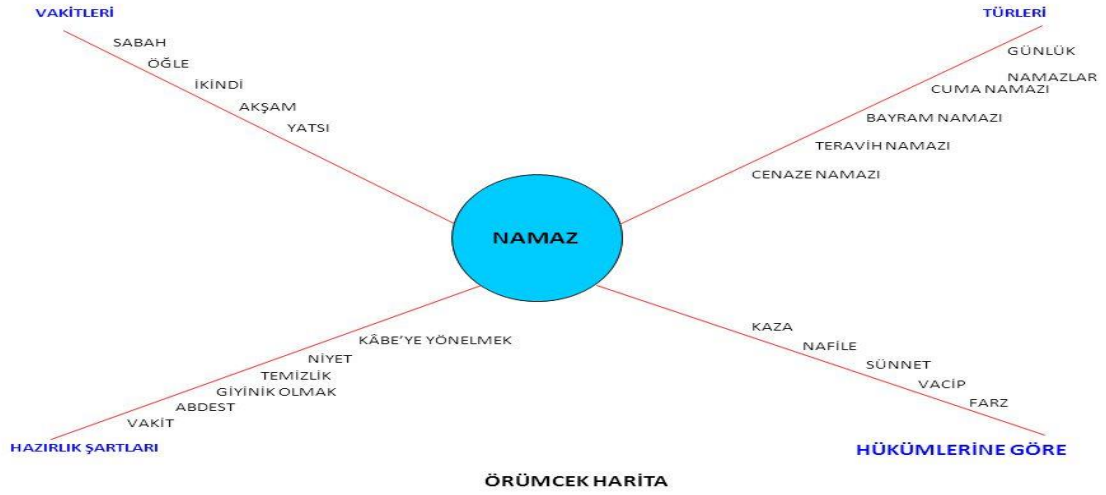 VAKİTLERİ
SABAH
ÖĞLE
İKİNDİ
AKŞAM
YATSI
TÜRLERİ
GÜNLÜK
NAMAZLAR
CUMA NAMAZI
BAYRAM NAMAZI
TERAVİH NAMAZI
CENAZE NAMAZI
NAMAZ
KÂBE'YE YÖNELMEK
NİYET
TEMİZLİK
GİYİNİK OLMAK
ABDEST
VAKİT
HAZIRLIK ŞARTLARI
KAZA
NAFİLE
SÜNNET
VACİP
FARZ
HÜKÜMLERİNE GÖRE
ÖRÜMCEK HARİTA